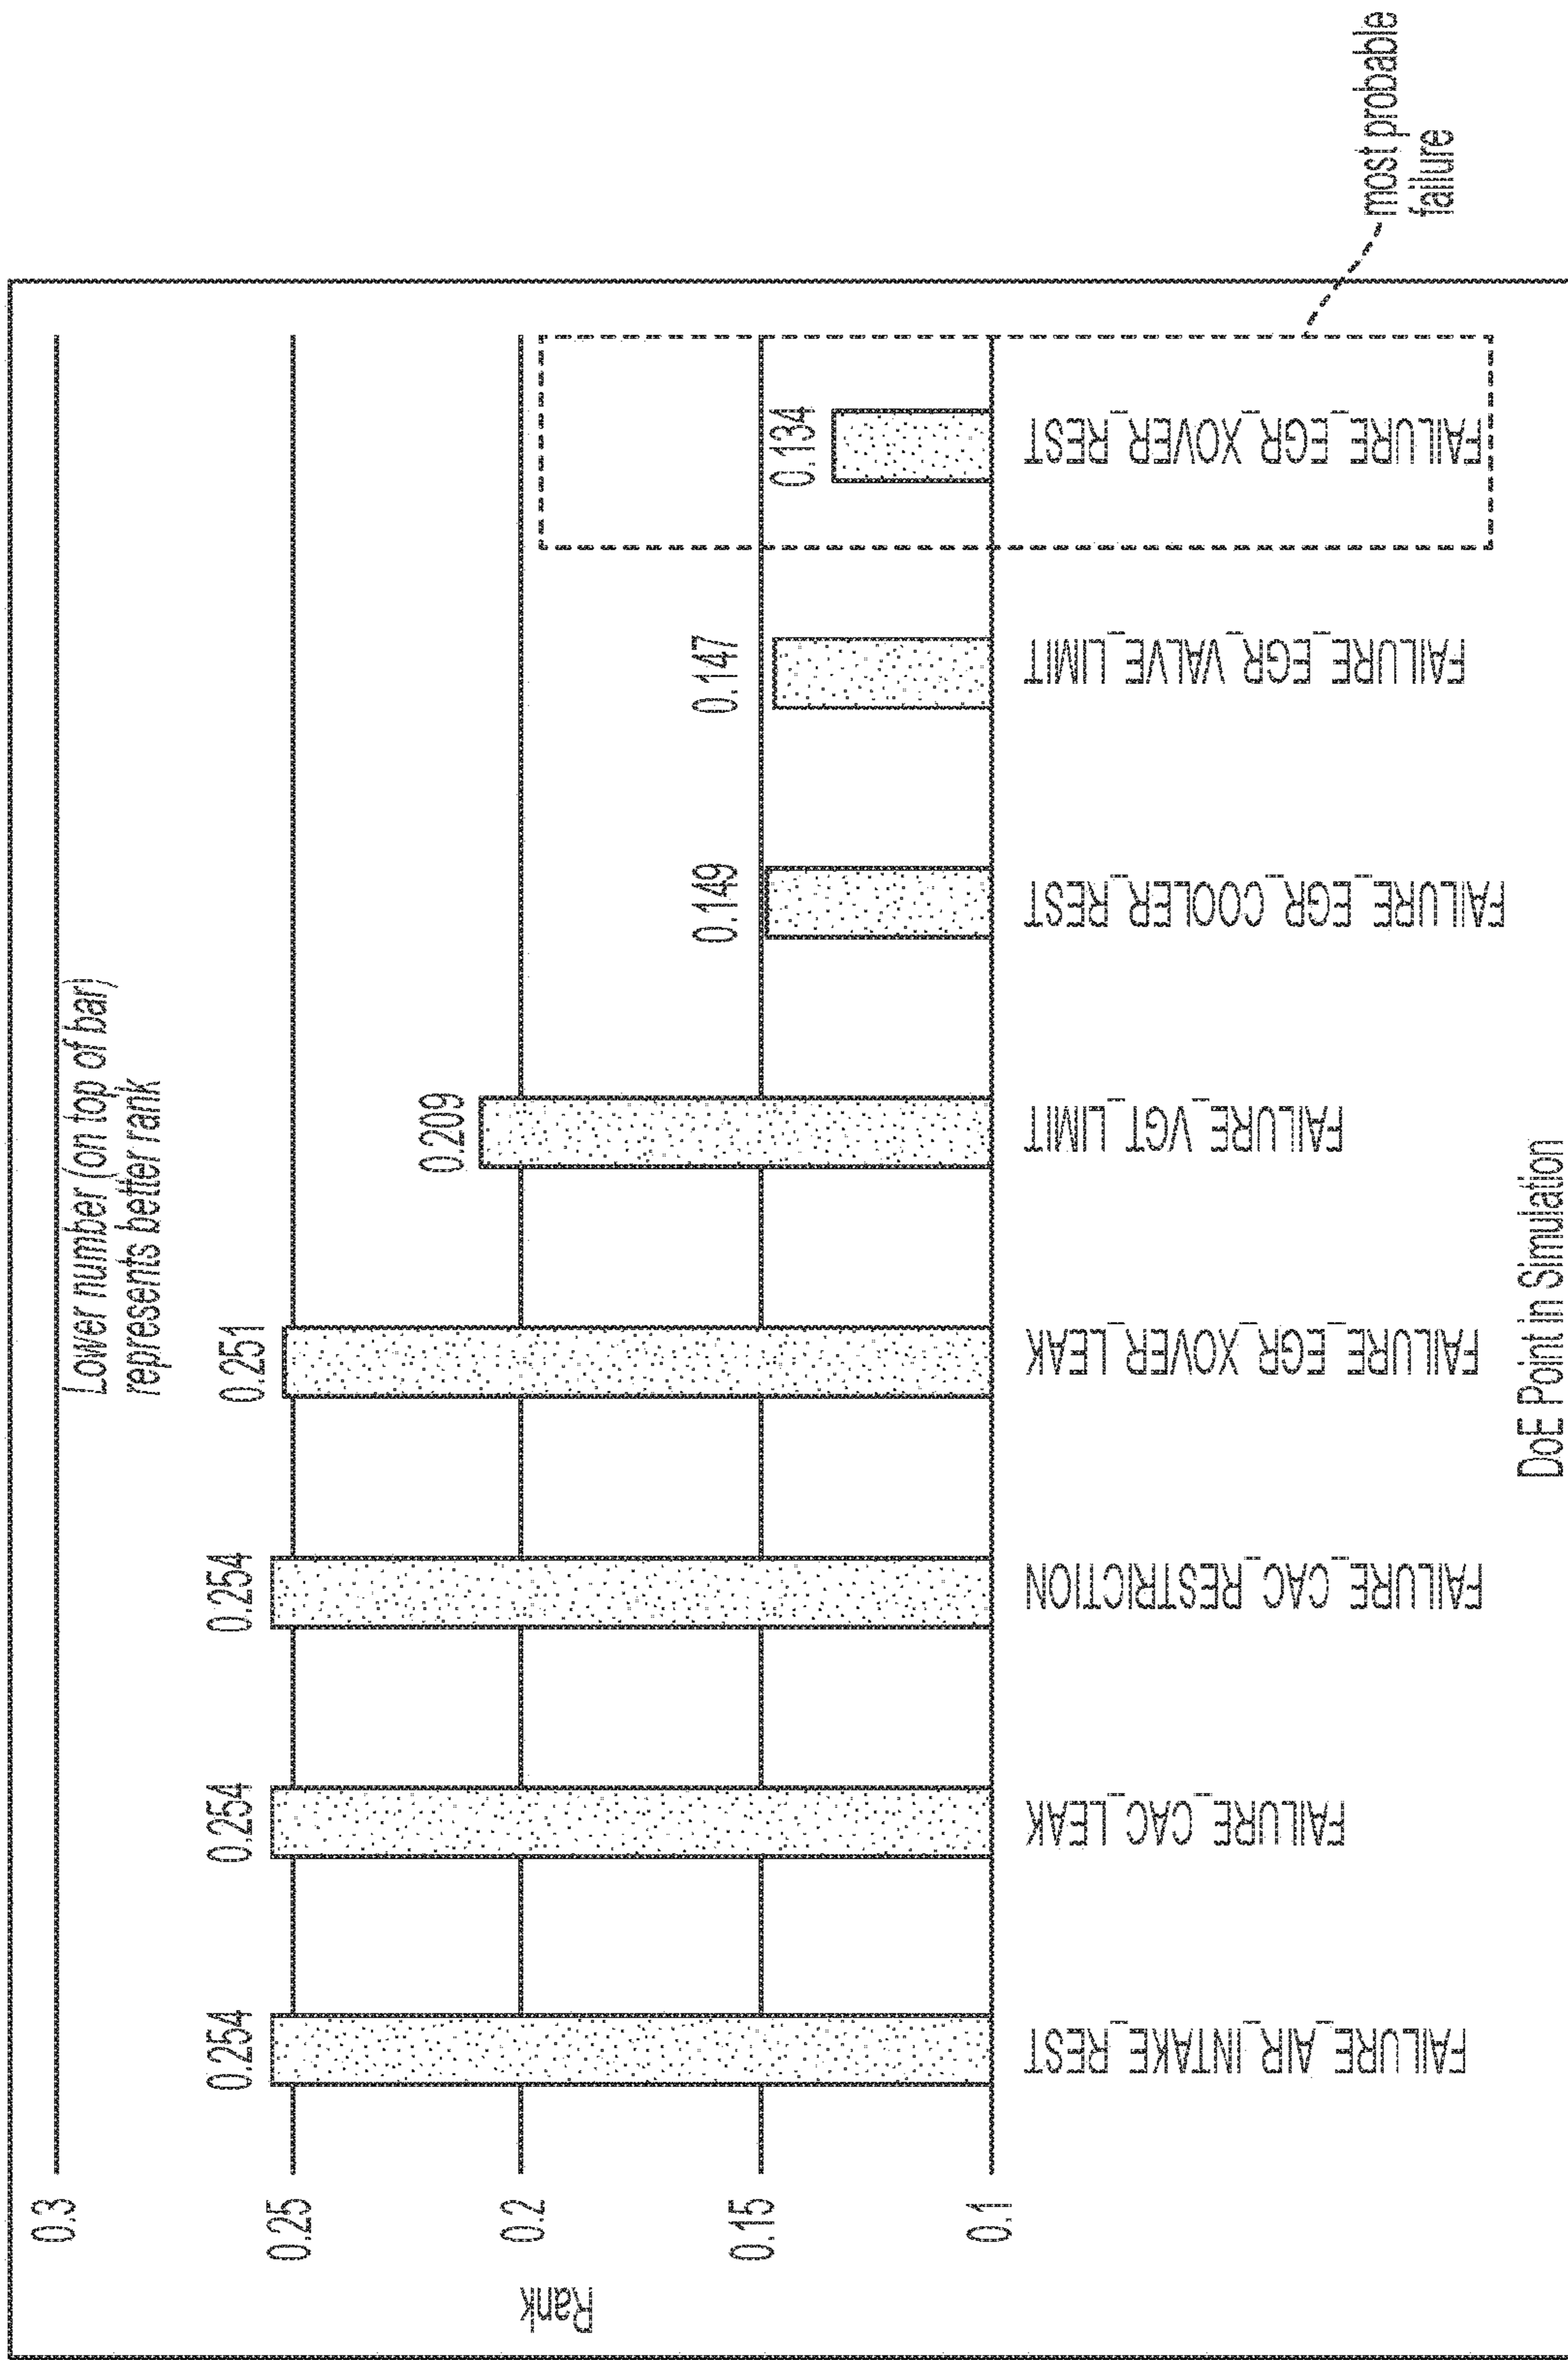 Lower number (on top of bar)
represents better rank
0.3
0.25
0.2
0.15
0.1
Rank
0.254
0.254
0.254
0.251
0.209
0.149
0.147
0.134
FAILURE_AIR_INTAKE_REST
FAILURE_CAC_LEAK
FAILURE_CAC_RESTRICTION
FAILURE_EGR_XOVER_LEAK
FAILURE_VGT_LIMIT
FAILURE_EGR_COOLER_REST
FAILURE_EGR_VALVE_LIMIT
FAILURE_EGR_XOVER_REST
DoE Point in Simulation
most probable
failure